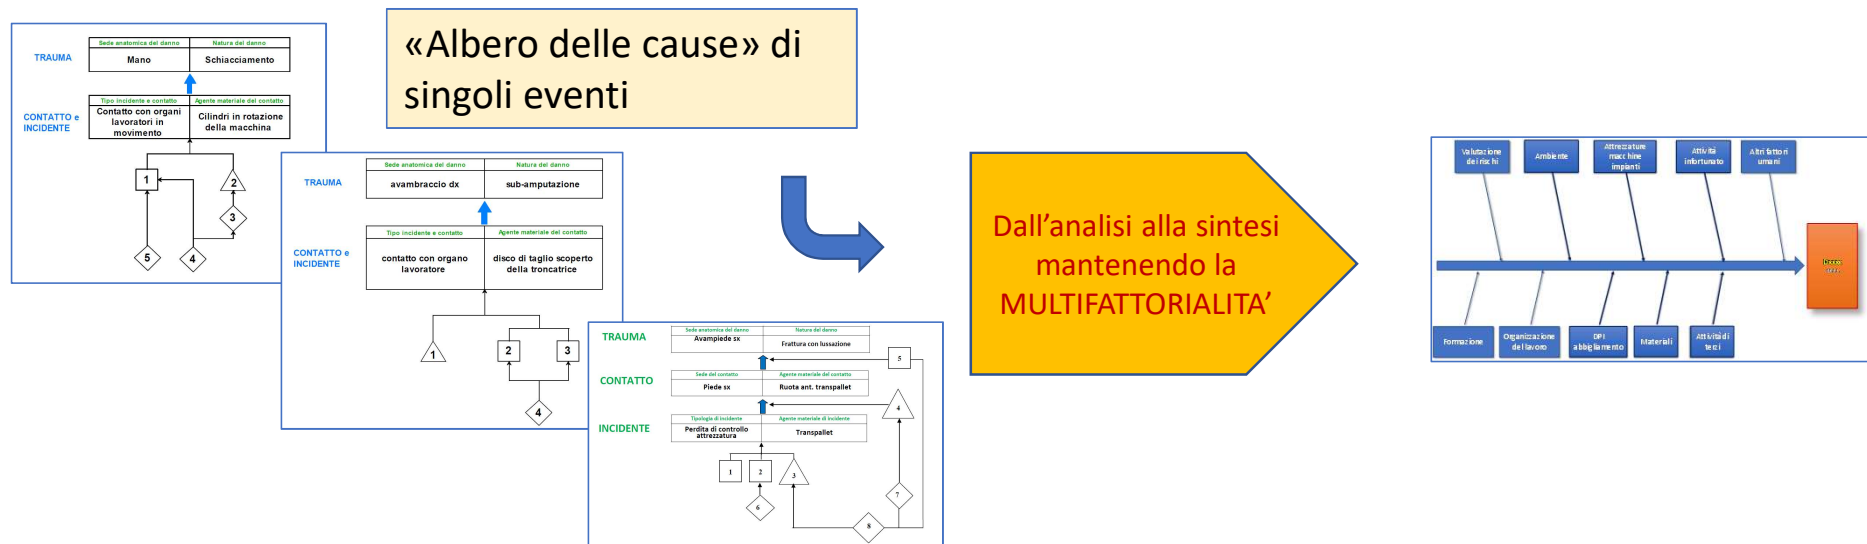 «Albero delle cause» di
singoli eventi
TRAUMA
Sede anatomica del danno
Natura del danno
Mano
Schiacciamento
CONTATTO e
INCIDENTE
Tipo incidente e contatto
Agente materiale del contatto
Contatto con organi
lavoratori in
movimento
Cilindri in rotazione
della macchina
1
2
3
5
4
TRAUMA
Sede anatomica del danno
Natura del danno
avambraccio dx
sub-amputazione
CONTATTO e
INCIDENTE
Tipo incidente e contatto
Agente materiale del contatto
contatto con organo
lavoratore
disco di taglio scoperto
della troncatrice
1
2
3
4
TRAUMA
Sede anatomica del danno
Natura del danno
Avampiede sx
Frattura con lussazione
5
CONTATTO
Sede del contatto
Agente materiale del contatto
Piede sx
Ruota ant. transpallet
4
INCIDENTE
Tipologia di incidente
Agente materiale di incidente
Perdita di controllo
attrezzatura
Transpallet
1
2
3
6
7
8
Dall'analisi alla sintesi
mantenendo la
MULTIFATTORIALITA'
Valutazione
dei rischi
Ambiente
Attrezzature
macchine
impianti
Attività
infortunato
Altri fattori
umani
Formazione
Organizzazione
del lavoro
DPI
abbigliamento
Materiali
Attività di
terzi